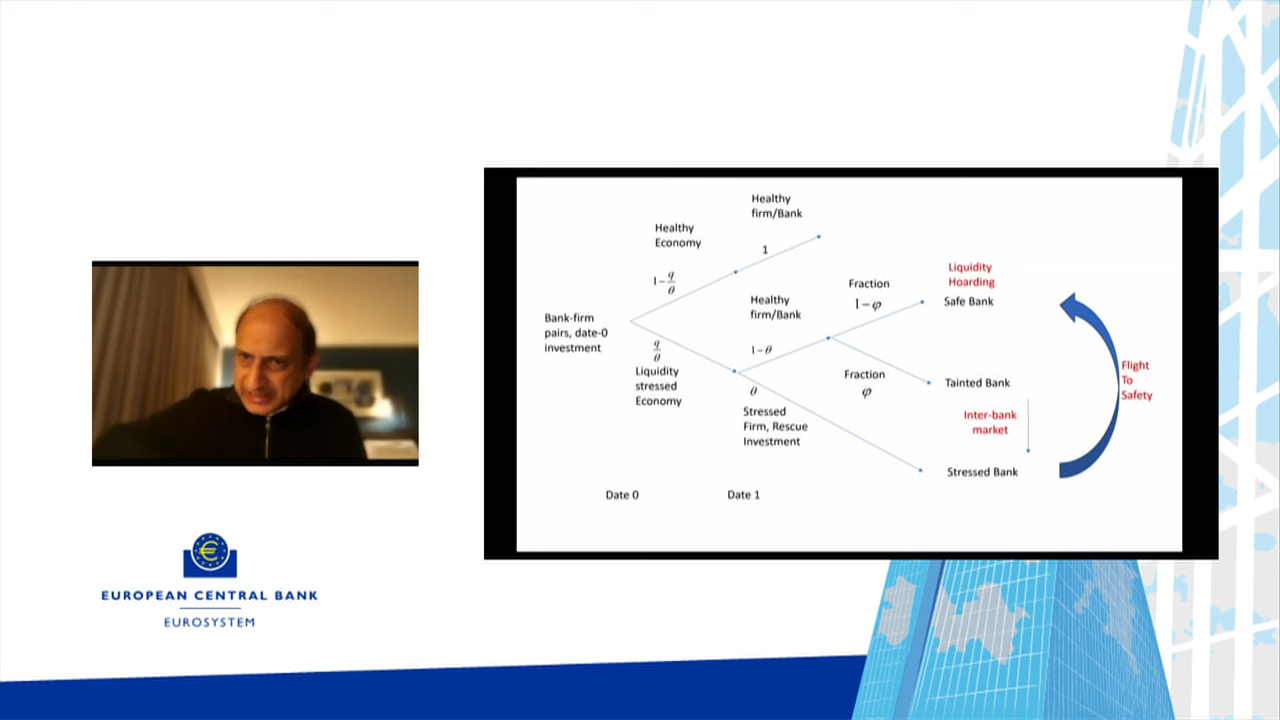 Healthy
firm/Bank
Healthy
Economy
1
1-q/θ
Liquidity
Hoarding
Fraction
1-φ
Safe Bank
Healthy
firm/Bank
Bank-firm
pairs, date-0
investment
q/θ
1-θ
Flight
To
Safety
Liquidity
stressed
Economy
Fraction
φ
Tainted Bank
θ
Stressed
Firm, Rescue
Investment
Inter-bank
market
Stressed Bank
Date 0
Date 1
€
EUROPEAN CENTRAL BANK
EUROSYSTEM